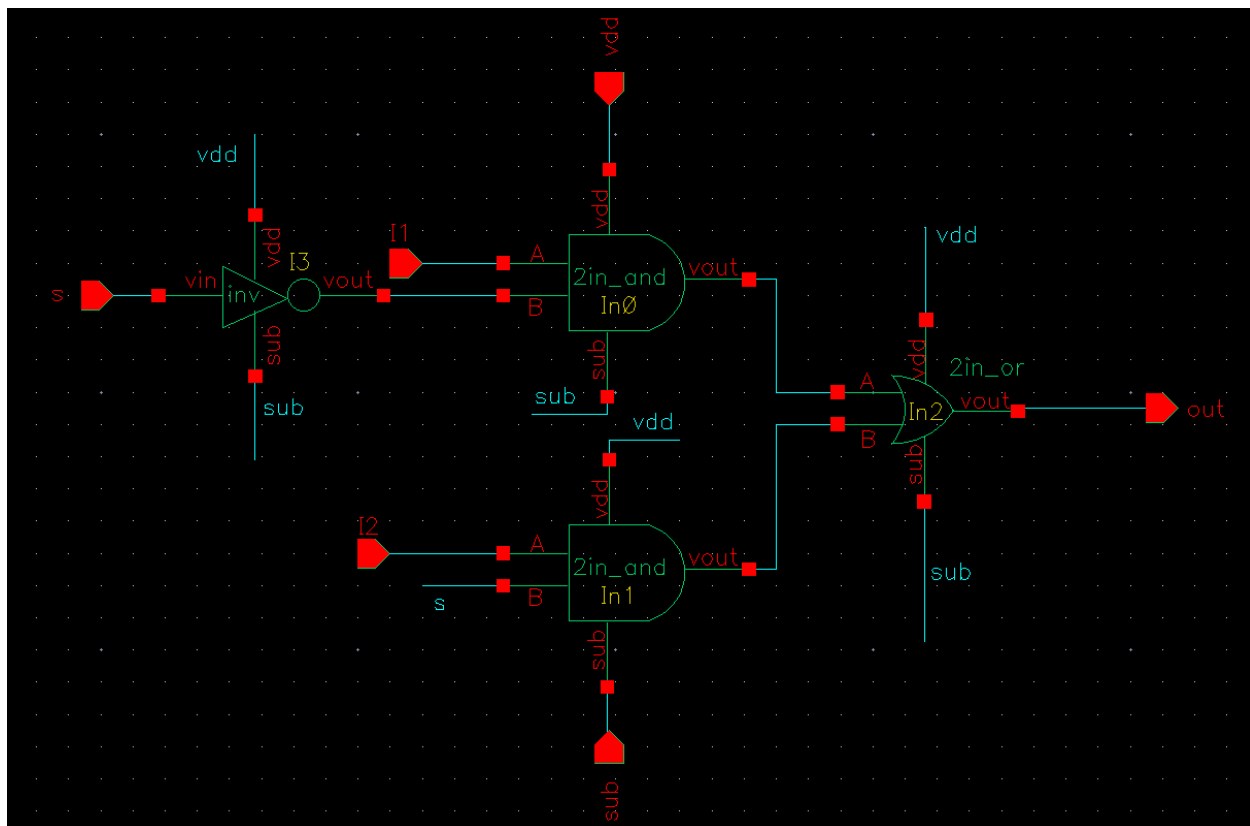 vdd
vdd
vdd
vdd
I1
A
2in_and
vout
B
In0
sub
sub
s
vin
inv
I3
vout
sub
sub
vdd
vdd
2in_or
A
In2
vout
out
B
sub
sub
vdd
vdd
I2
A
2in_and
vout
s
B
In1
sub
sub